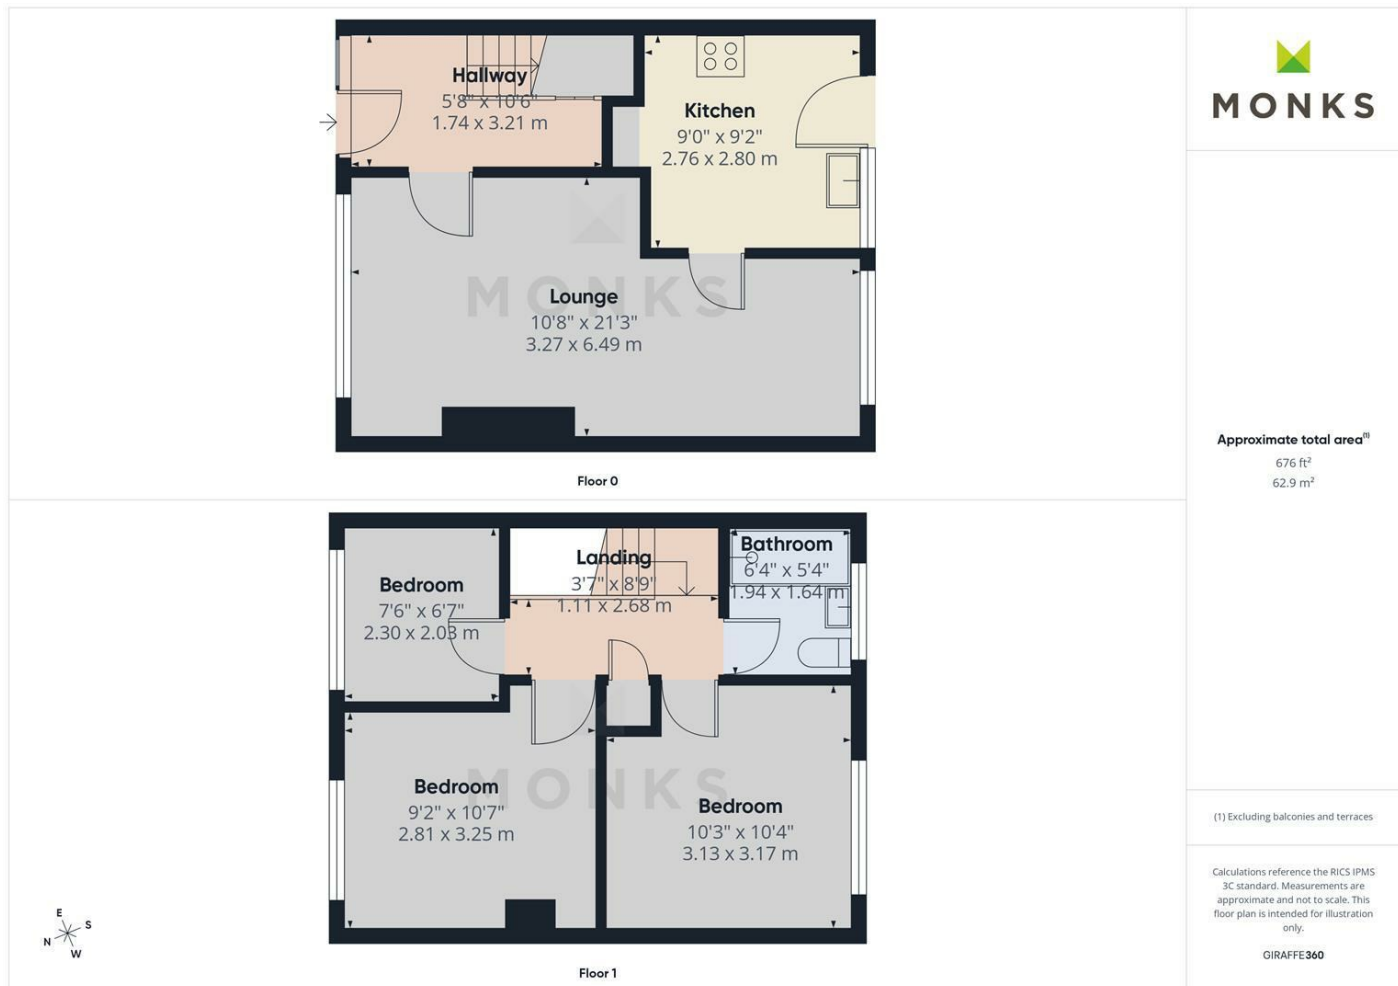 Hallway
5'8" x 10'6"
1.74 x 3.21 m
Kitchen
9'0" x 9'2"
2.76 x 2.80 m
MONKS
Lounge
10'8" x 21'3"
3.27 x 6.49 m
Floor 0
Landing
3'7" x 8'9"
1.11 x 2.68 m
Bathroom
6'4" x 5'4"
1.94 x 1.64 m
Bedroom
7'6" x 6'7"
2.30 x 2.03 m
MONKS
Bedroom
9'2" x 10'7"
2.81 x 3.25 m
Bedroom
10'3" x 10'4"
3.13 x 3.17 m
E
S
N
W
Floor 1
MONKS
Approximate total area(1)
676 ft²
62.9 m²
(1) Excluding balconies and terraces
Calculations reference the RICS IPMS
3C standard. Measurements are
approximate and not to scale. This
floor plan is intended for illustration
only.
GIRAFFE360